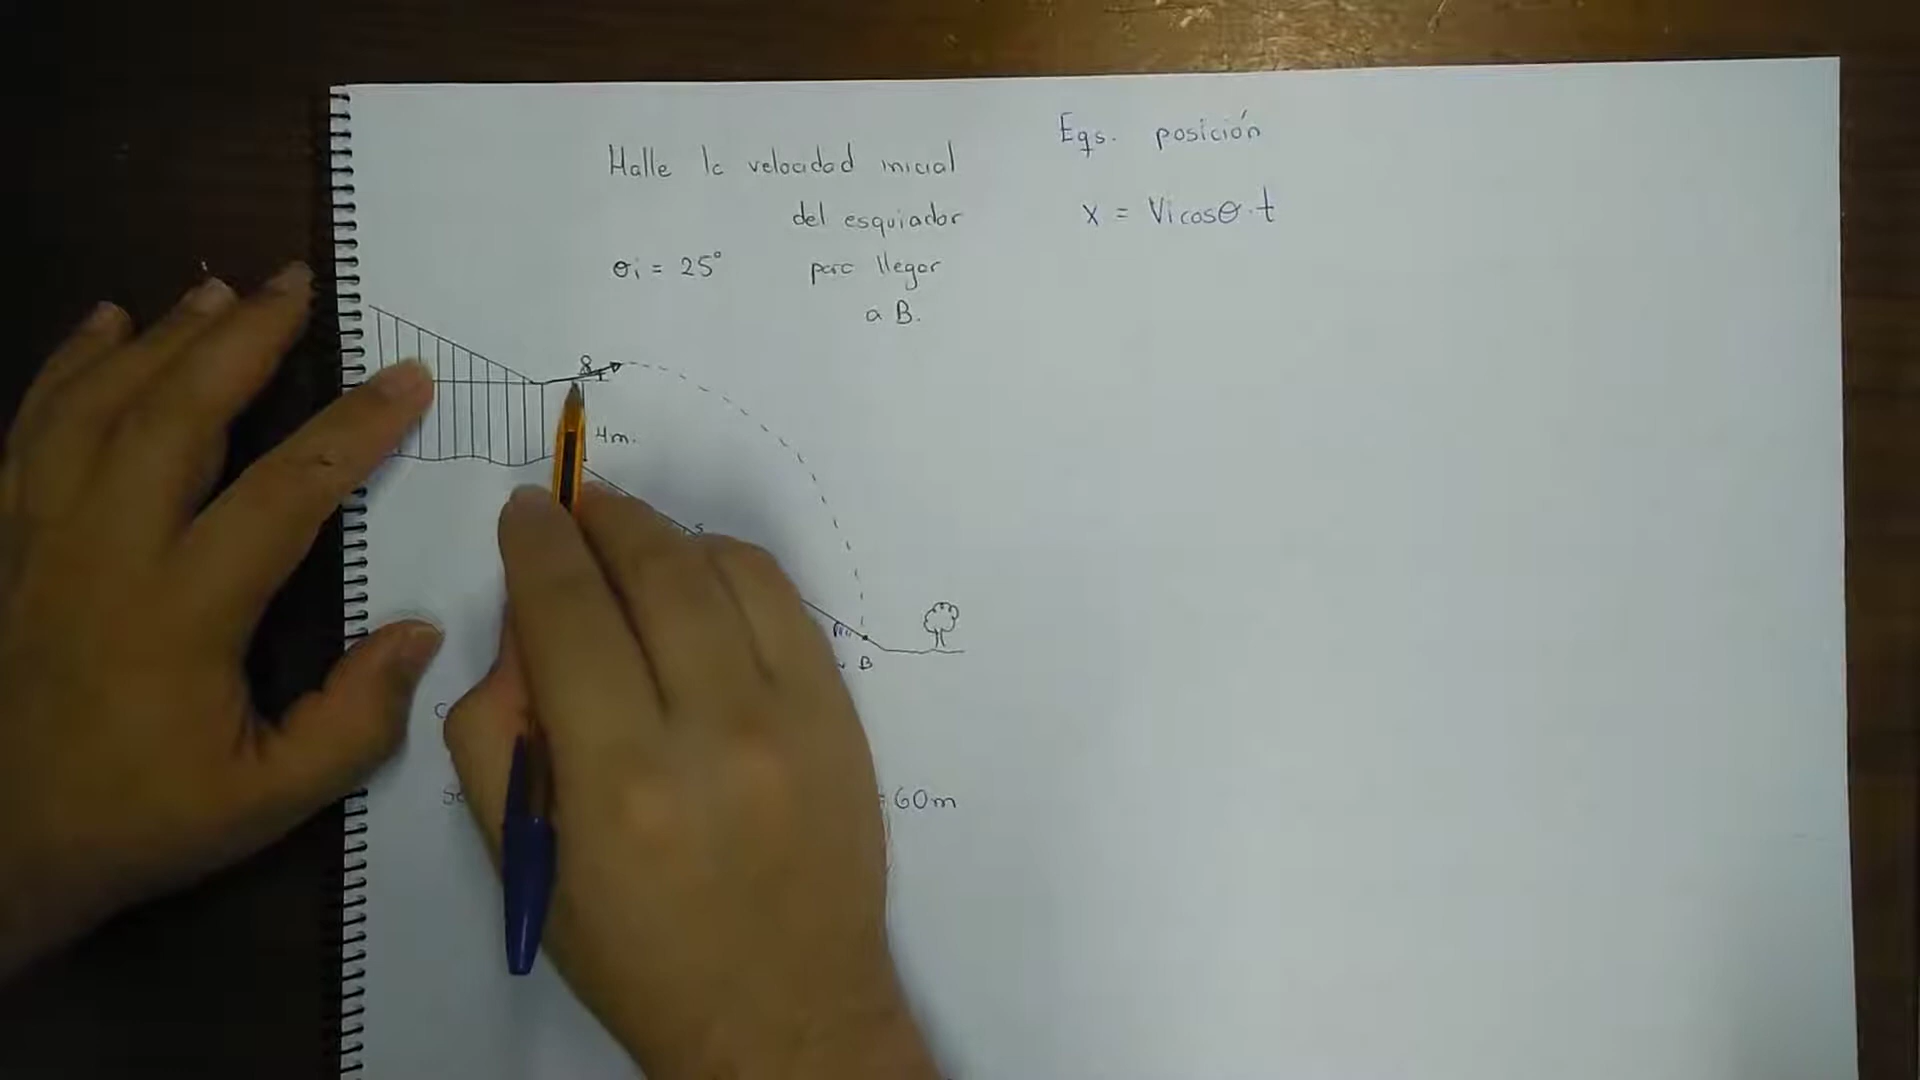 Halle la velocidad inicial
del esquiador
θi = 25° para llegar
a B.
Eqs. posición
x = Vicosθ·t
4m.
B
60m